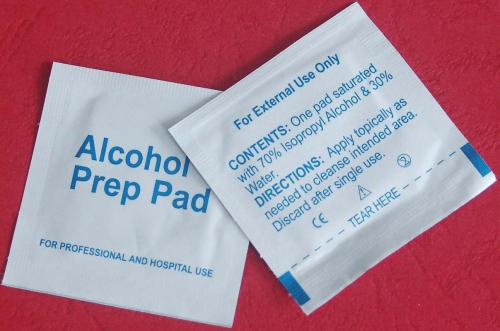 Alcohol
Prep Pad
FOR PROFESSIONAL AND HOSPITAL USE
For External Use Only
CONTENTS: One pad saturated
with 70% Isopropyl Alcohol & 30%
Water.
DIRECTIONS: Apply topically as
needed to cleanse intended area.
Discard after single use.
CE 2
TEAR HERE